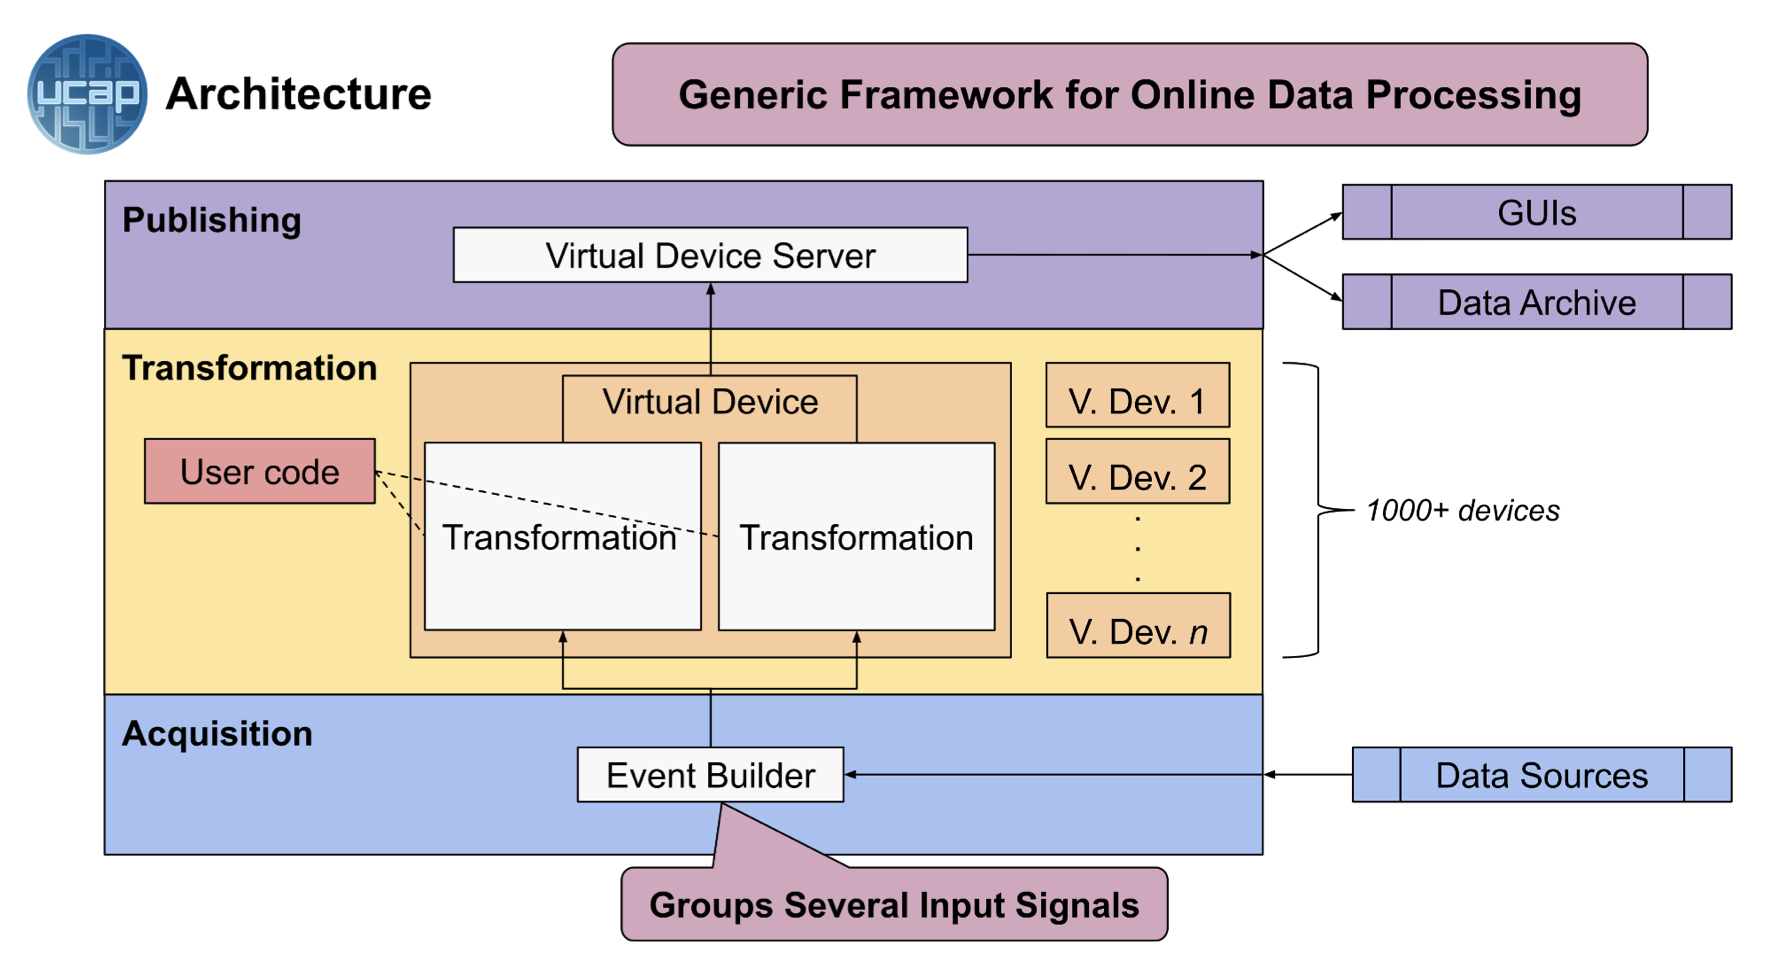 ucap
Architecture
Generic Framework for Online Data Processing
Publishing
Virtual Device Server
GUIs
Data Archive
Transformation
Virtual Device
User code
Transformation
Transformation
V. Dev. 1
V. Dev. 2
.
.
.
V. Dev. n
1000+ devices
Acquisition
Event Builder
Data Sources
Groups Several Input Signals